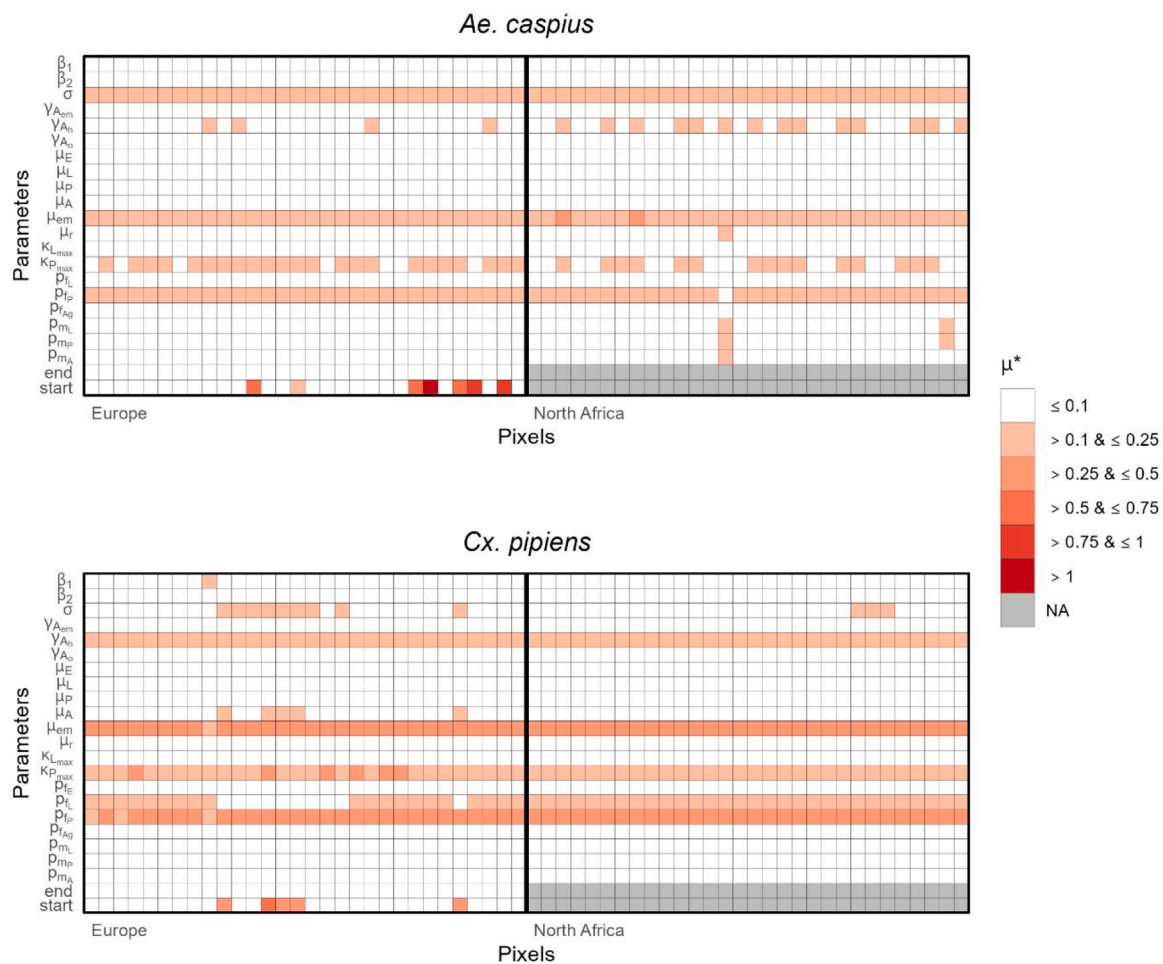 Ae. caspius
Parameters
β1
β2
σ
γAem
γAh
γAo
μE
μL
μP
μA
μem
μr
κLmax
κPmax
pfL
pfP
pfAg
pmL
pmP
pmA
end
start
Europe
North Africa
Pixels
μ*
≤ 0.1
> 0.1 & ≤ 0.25
> 0.25 & ≤ 0.5
> 0.5 & ≤ 0.75
> 0.75 & ≤ 1
> 1
NA
Cx. pipiens
Parameters
β1
β2
σ
γAem
γAh
γAo
μE
μL
μP
μA
μem
μr
κLmax
κPmax
pfE
pfL
pfP
pfAg
pmL
pmP
pmA
end
start
Europe
North Africa
Pixels